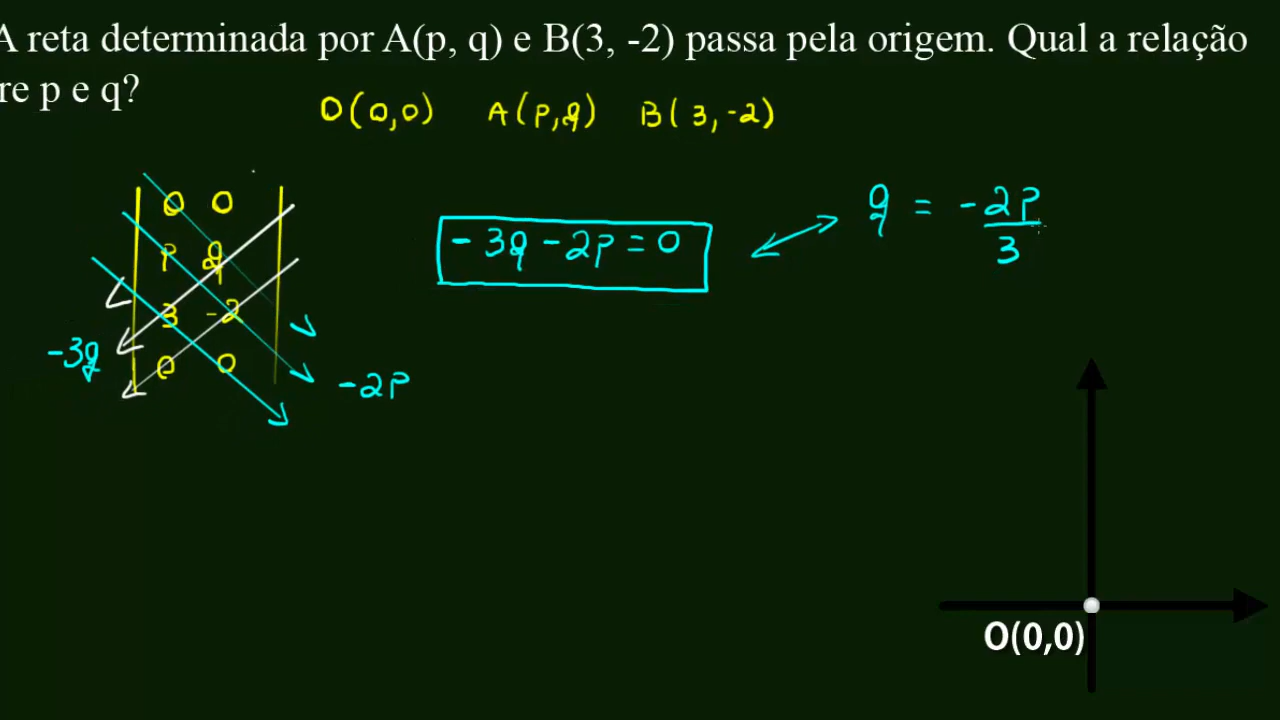 A reta determinada por A(p, q) e B(3, -2) passa pela origem. Qual a relação
re p e q?
O(0,0) A(P,q) B(3,-2)
0 0
P q
3 -2
0 0
-3q
-2P
-3q - 2p = 0
q = -2p
3
O(0,0)